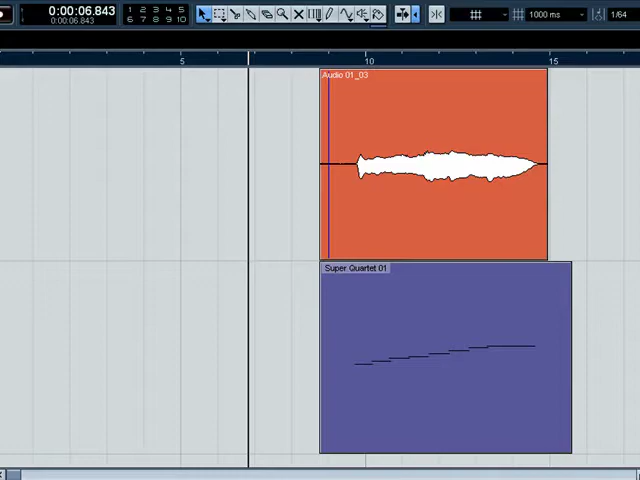 0:00:06.843
0:00:06.843
1 2 3 4 5
6 7 8 9 10
1000 ms
1/64
5
10
15
Audio 01_03
Super Quartet 01